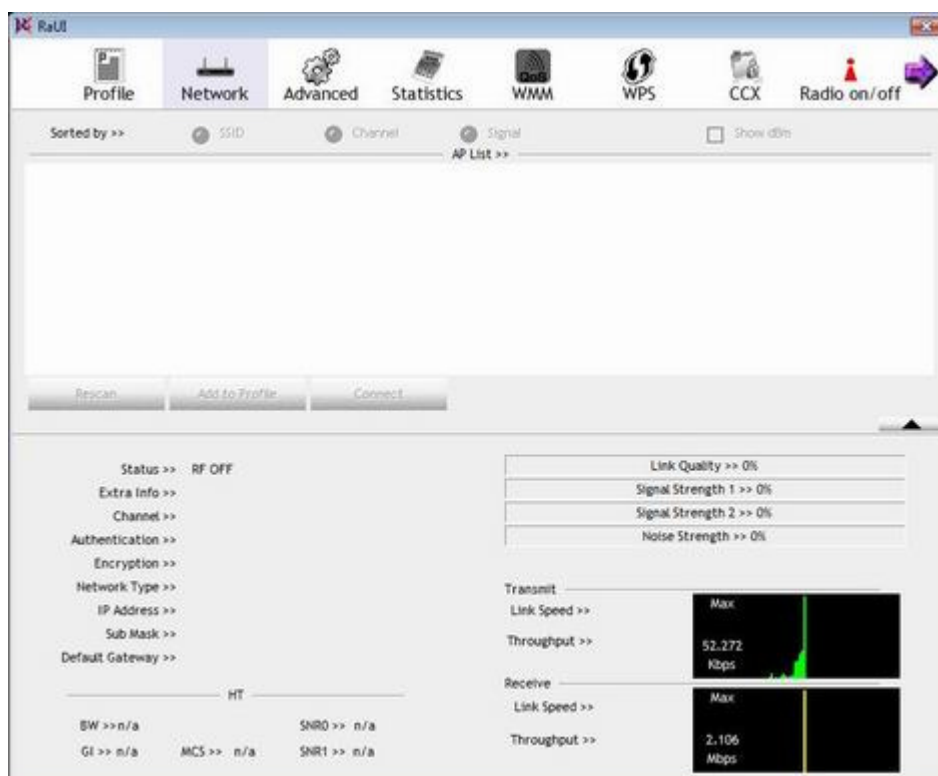 RaUI
Profile Network Advanced Statistics WMM WPS CCX Radio on/off
P
QoS
Sorted by >> SSID Channel Signal Show dBm
AP List >>
Rescan Add to Profile Connect
Status >> RF OFF
Extra Info >>
Channel >>
Authentication >>
Encryption >>
Network Type >>
IP Address >>
Sub Mask >>
Default Gateway >>
HT
BW >>n/a SNR0 >> n/a
GI >> n/a MCS >> n/a SNR1 >> n/a
Link Quality >> 0%
Signal Strength 1 >> 0%
Signal Strength 2 >> 0%
Noise Strength >> 0%
Transmit
Link Speed >>
Throughput >>
Max
52.272
Kbps
Receive
Link Speed >>
Throughput >>
Max
2.106
Mbps